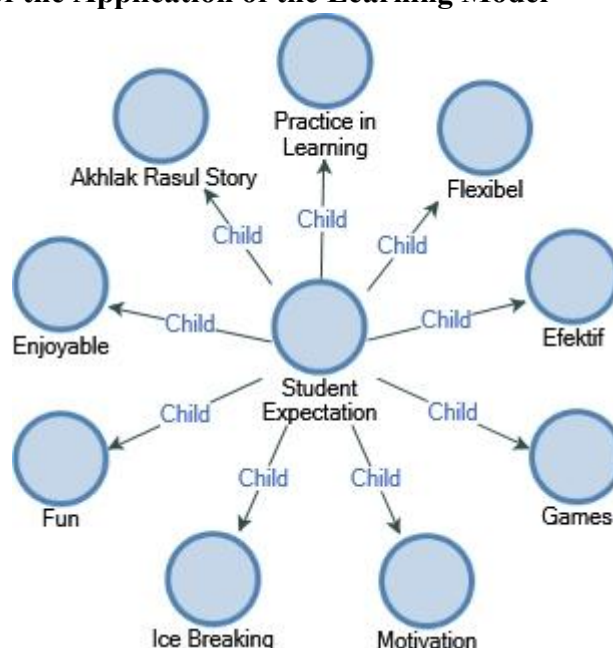 the Application of the Learning Model
Practice in
Learning
Akhlak Rasul Story
Flexibel
Child
Child
Child
Enjoyable
Child
Child
Efektif
Student
Expectation
Child
Child
Fun
Games
Child
Child
Ice Breaking
Motivation